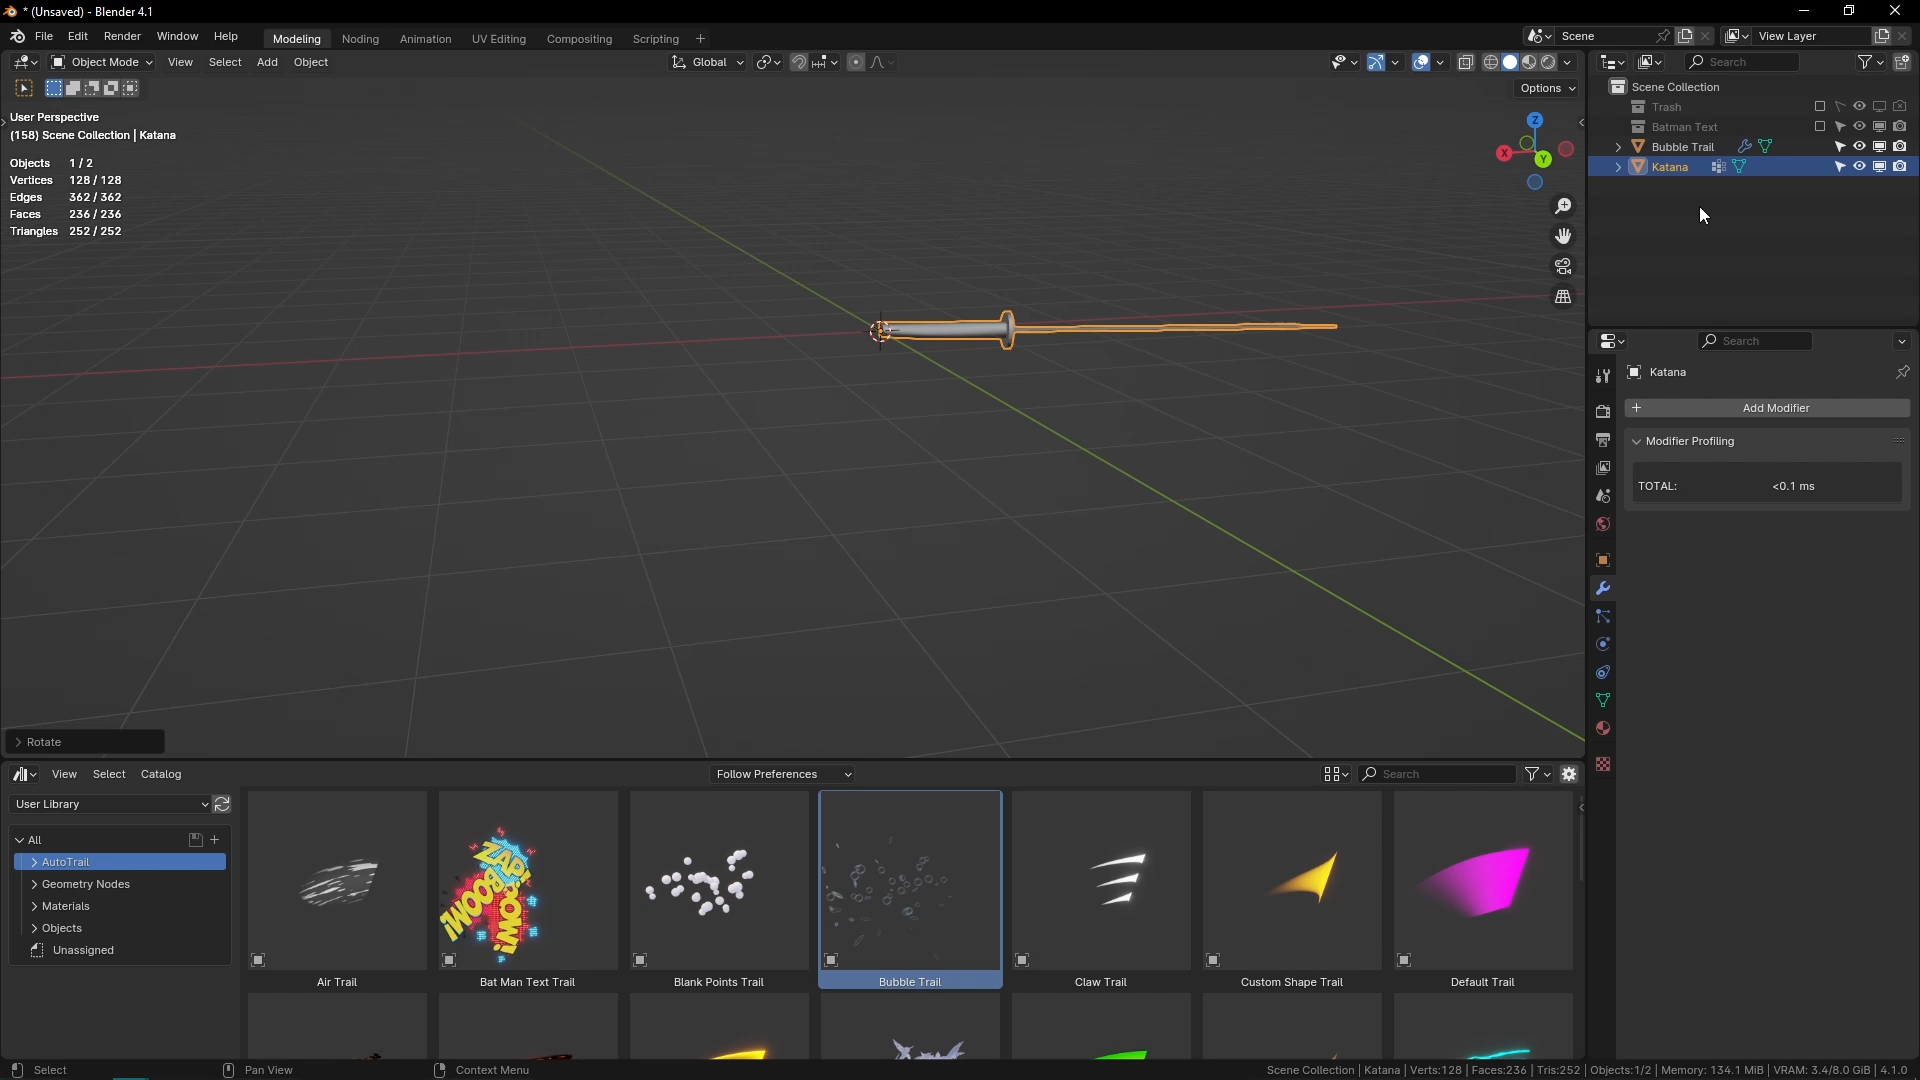 * (Unsaved) - Blender 4.1
File Edit Render Window Help
Modeling Noding Animation UV Editing Compositing Scripting +
Scene
View Layer
Object Mode View Select Add Object
Global
Search
Options
User Perspective
(158) Scene Collection | Katana
Objects 1 / 2
Vertices 128 / 128
Edges 362 / 362
Faces 236 / 236
Triangles 252 / 252
Z
X
Y
Scene Collection
Trash
Batman Text
Bubble Trail
Katana
Search
Katana
+ Add Modifier
Modifier Profiling
TOTAL: <0.1 ms
Rotate
View Select Catalog
Follow Preferences
Search
User Library
All
AutoTrail
Geometry Nodes
Materials
Objects
Unassigned
Air Trail
Bat Man Text Trail
Blank Points Trail
Bubble Trail
Claw Trail
Custom Shape Trail
Default Trail
ZAP!
BOOM!
POW!
WOOO
Select
Pan View
Context Menu
Scene Collection | Katana | Verts:128 | Faces:236 | Tris:252 | Objects:1/2 | Memory: 134.1 MiB | VRAM: 3.4/8.0 GiB | 4.1.0